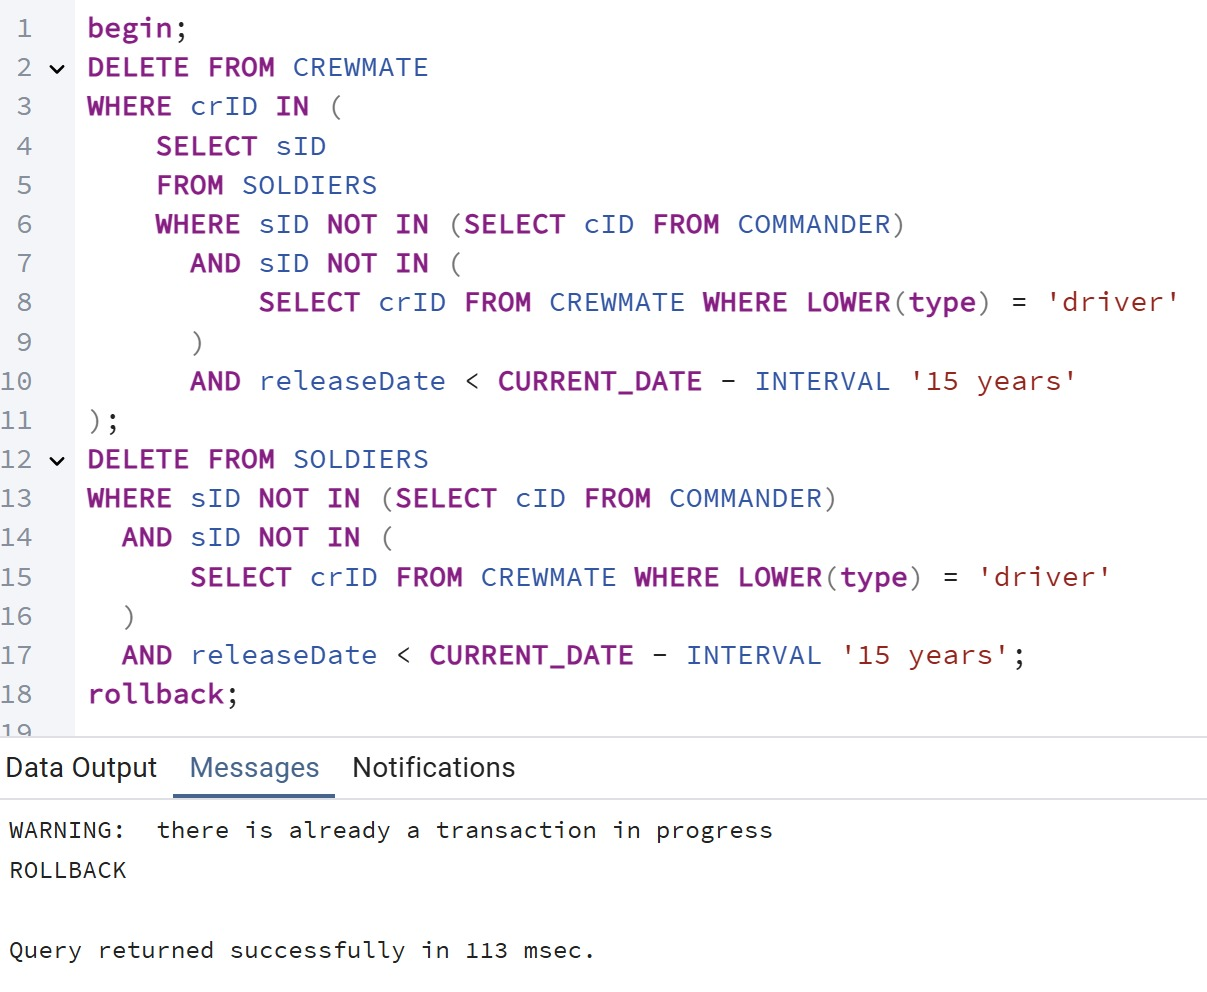 1 begin;
2 DELETE FROM CREWMATE
3 WHERE crID IN (
4 SELECT sID
5 FROM SOLDIERS
6 WHERE sID NOT IN (SELECT cID FROM COMMANDER)
7 AND sID NOT IN (
8 SELECT crID FROM CREWMATE WHERE LOWER(type) = 'driver'
9 )
10 AND releaseDate < CURRENT_DATE - INTERVAL '15 years'
11 );
12 DELETE FROM SOLDIERS
13 WHERE sID NOT IN (SELECT cID FROM COMMANDER)
14 AND sID NOT IN (
15 SELECT crID FROM CREWMATE WHERE LOWER(type) = 'driver'
16 )
17 AND releaseDate < CURRENT_DATE - INTERVAL '15 years';
18 rollback;
19
Data Output Messages Notifications
WARNING: there is already a transaction in progress
ROLLBACK
Query returned successfully in 113 msec.